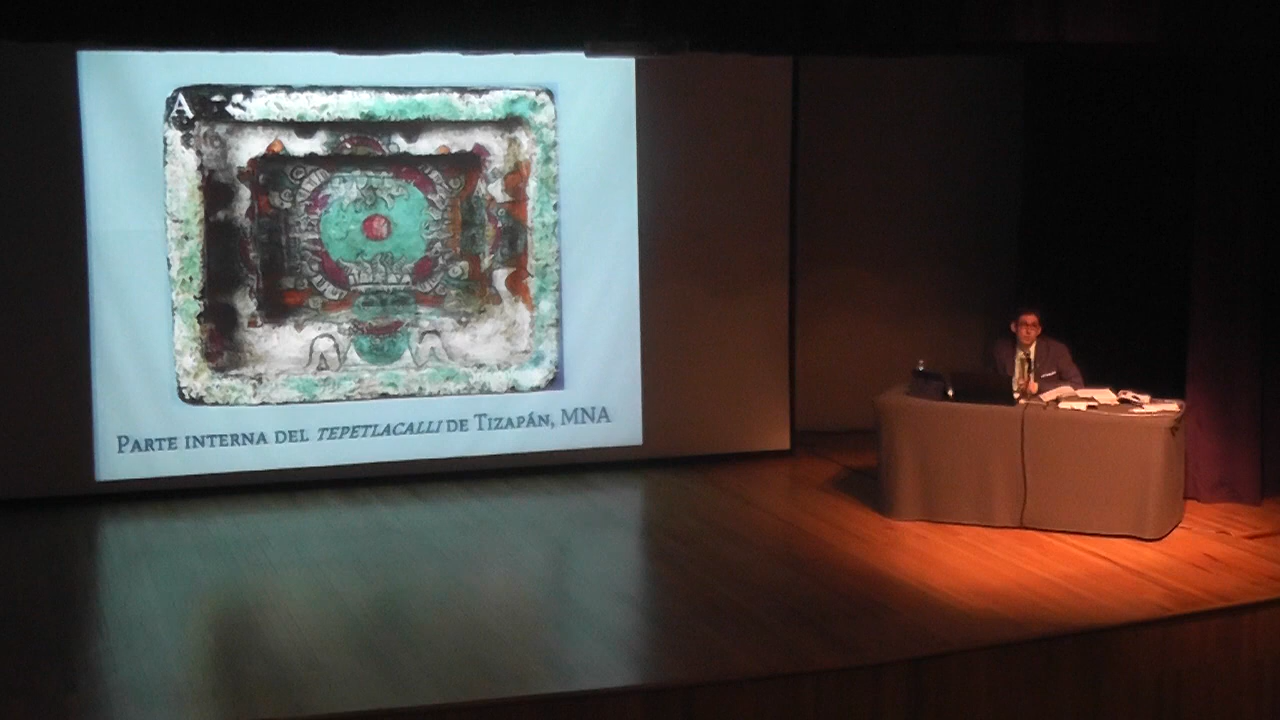 A
PARTE INTERNA DEL TEPETLACALLI DE TIZAPÁN, MNA